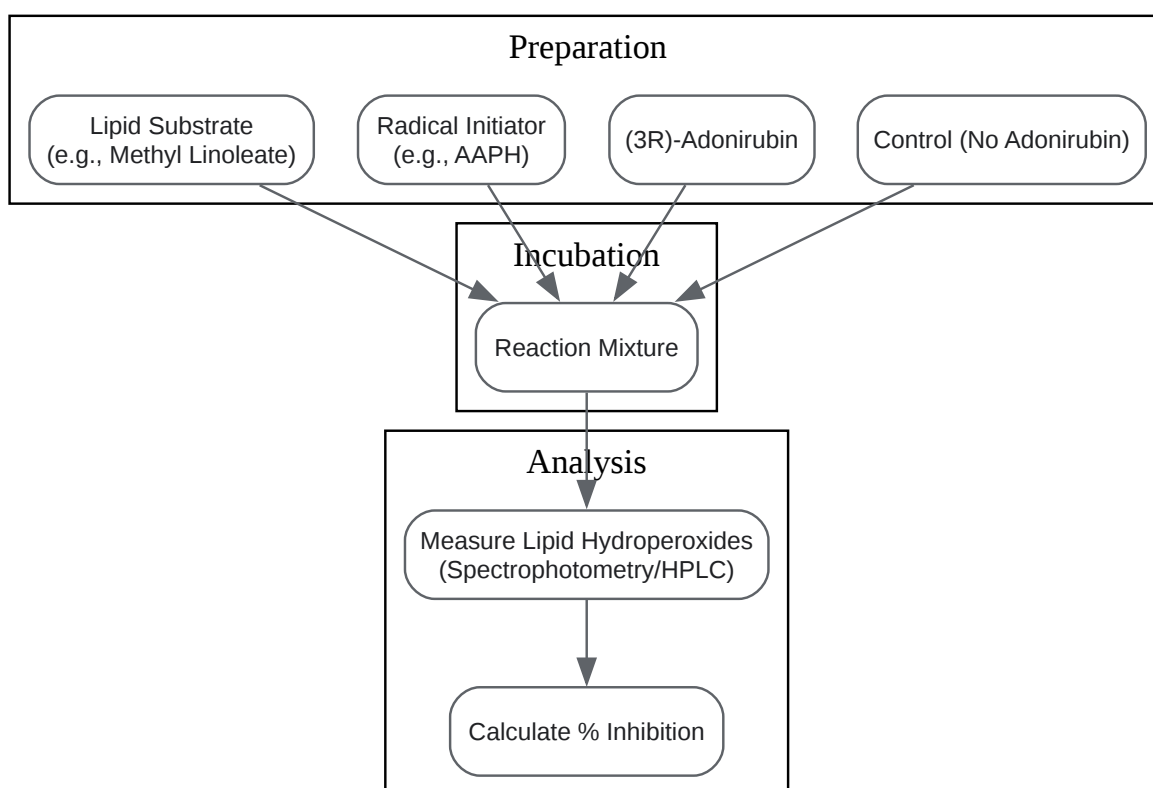 Preparation
Lipid Substrate
(e.g., Methyl Linoleate)
Radical Initiator
(e.g., AAPH)
(3R)-Adonirubin
Control (No Adonirubin)
Incubation
Reaction Mixture
Analysis
Measure Lipid Hydroperoxides
(Spectrophotometry/HPLC)
Calculate % Inhibition